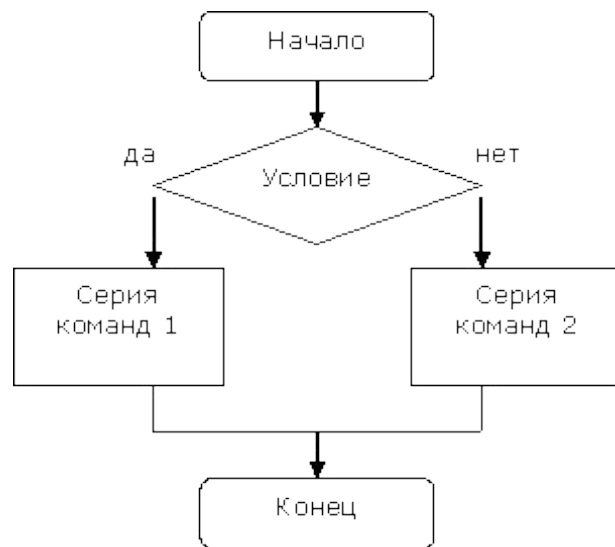 Начало
да
нет
Условие
Серия
команд 1
Серия
команд 2
Конец